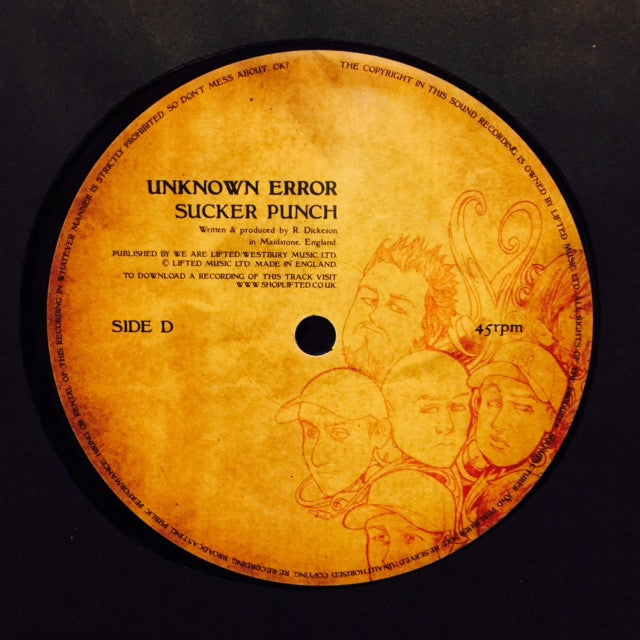 UNKNOWN ERROR
SUCKER PUNCH
Written & produced by R. Dickeson
in Maidstone, England.
PUBLISHED BY WE ARE LIFTED/WESTBURY MUSIC LTD.
© LIFTED MUSIC LTD. MADE IN ENGLAND.
TO DOWNLOAD A RECORDING OF THIS TRACK VISIT
WWW.SHOPLIFTED.CO.UK
SIDE D
45rpm
THE COPYRIGHT IN THIS SOUND RECORDING IS OWNED BY LIFTED MUSIC LTD. ALL RIGHTS OF RESERVED. UNAUTHORISED COPYING, RE-RECORDING, BROADCASTING, PUBLIC PERFORMANCE, HIRING OR RENTAL OF THIS RECORDING IN WHATEVER MANNER IS STRICTLY PROHIBITED. SO DON'T MESS ABOUT, OK?